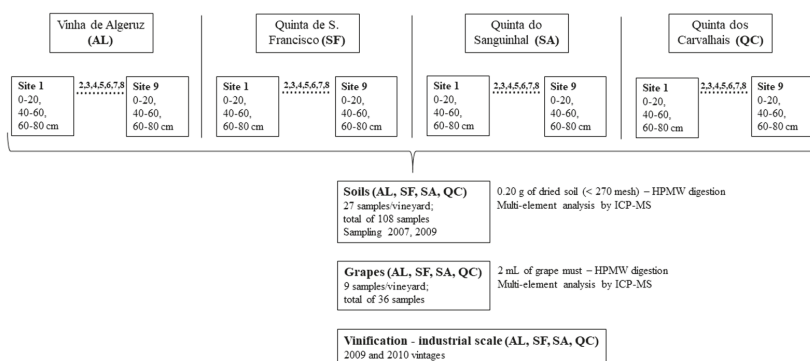 Vinha de Algeruz
(AL)
Quinta de S.
Francisco (SF)
Quinta do
Sanguinhal (SA)
Quinta dos
Carvalhais (QC)
Site 1
0-20,
40-60,
60-80 cm
2,3,4,5,6,7,8
Site 9
0-20,
40-60,
60-80 cm
Site 1
0-20,
40-60,
60-80 cm
2,3,4,5,6,7,8
Site 9
0-20,
40-60,
60-80 cm
Site 1
0-20,
40-60,
60-80 cm
2,3,4,5,6,7,8
Site 9
0-20,
40-60,
60-80 cm
Site 1
0-20,
40-60,
60-80 cm
2,3,4,5,6,7,8
Site 9
0-20,
40-60,
60-80 cm
Soils (AL, SF, SA, QC)
27 samples/vineyard;
total of 108 samples
Sampling 2007, 2009
0.20 g of dried soil (< 270 mesh) – HPMW digestion
Multi-element analysis by ICP-MS
Grapes (AL, SF, SA, QC)
9 samples/vineyard;
total of 36 samples
2 mL of grape must – HPMW digestion
Multi-element analysis by ICP-MS
Vinification - industrial scale (AL, SF, SA, QC)
2009 and 2010 vintages